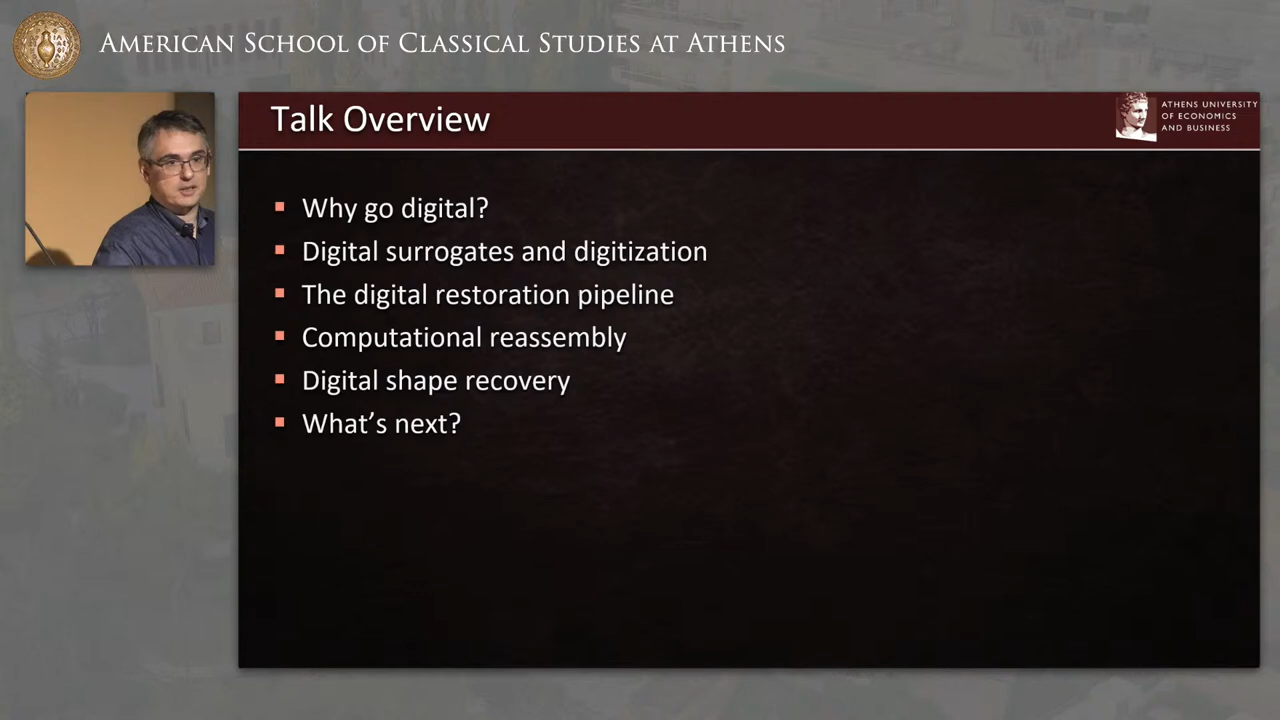 AMERICAN SCHOOL OF CLASSICAL STUDIES AT ATHENS
Talk Overview
ATHENS UNIVERSITY
OF ECONOMICS
AND BUSINESS
▪ Why go digital?
▪ Digital surrogates and digitization
▪ The digital restoration pipeline
▪ Computational reassembly
▪ Digital shape recovery
▪ What's next?